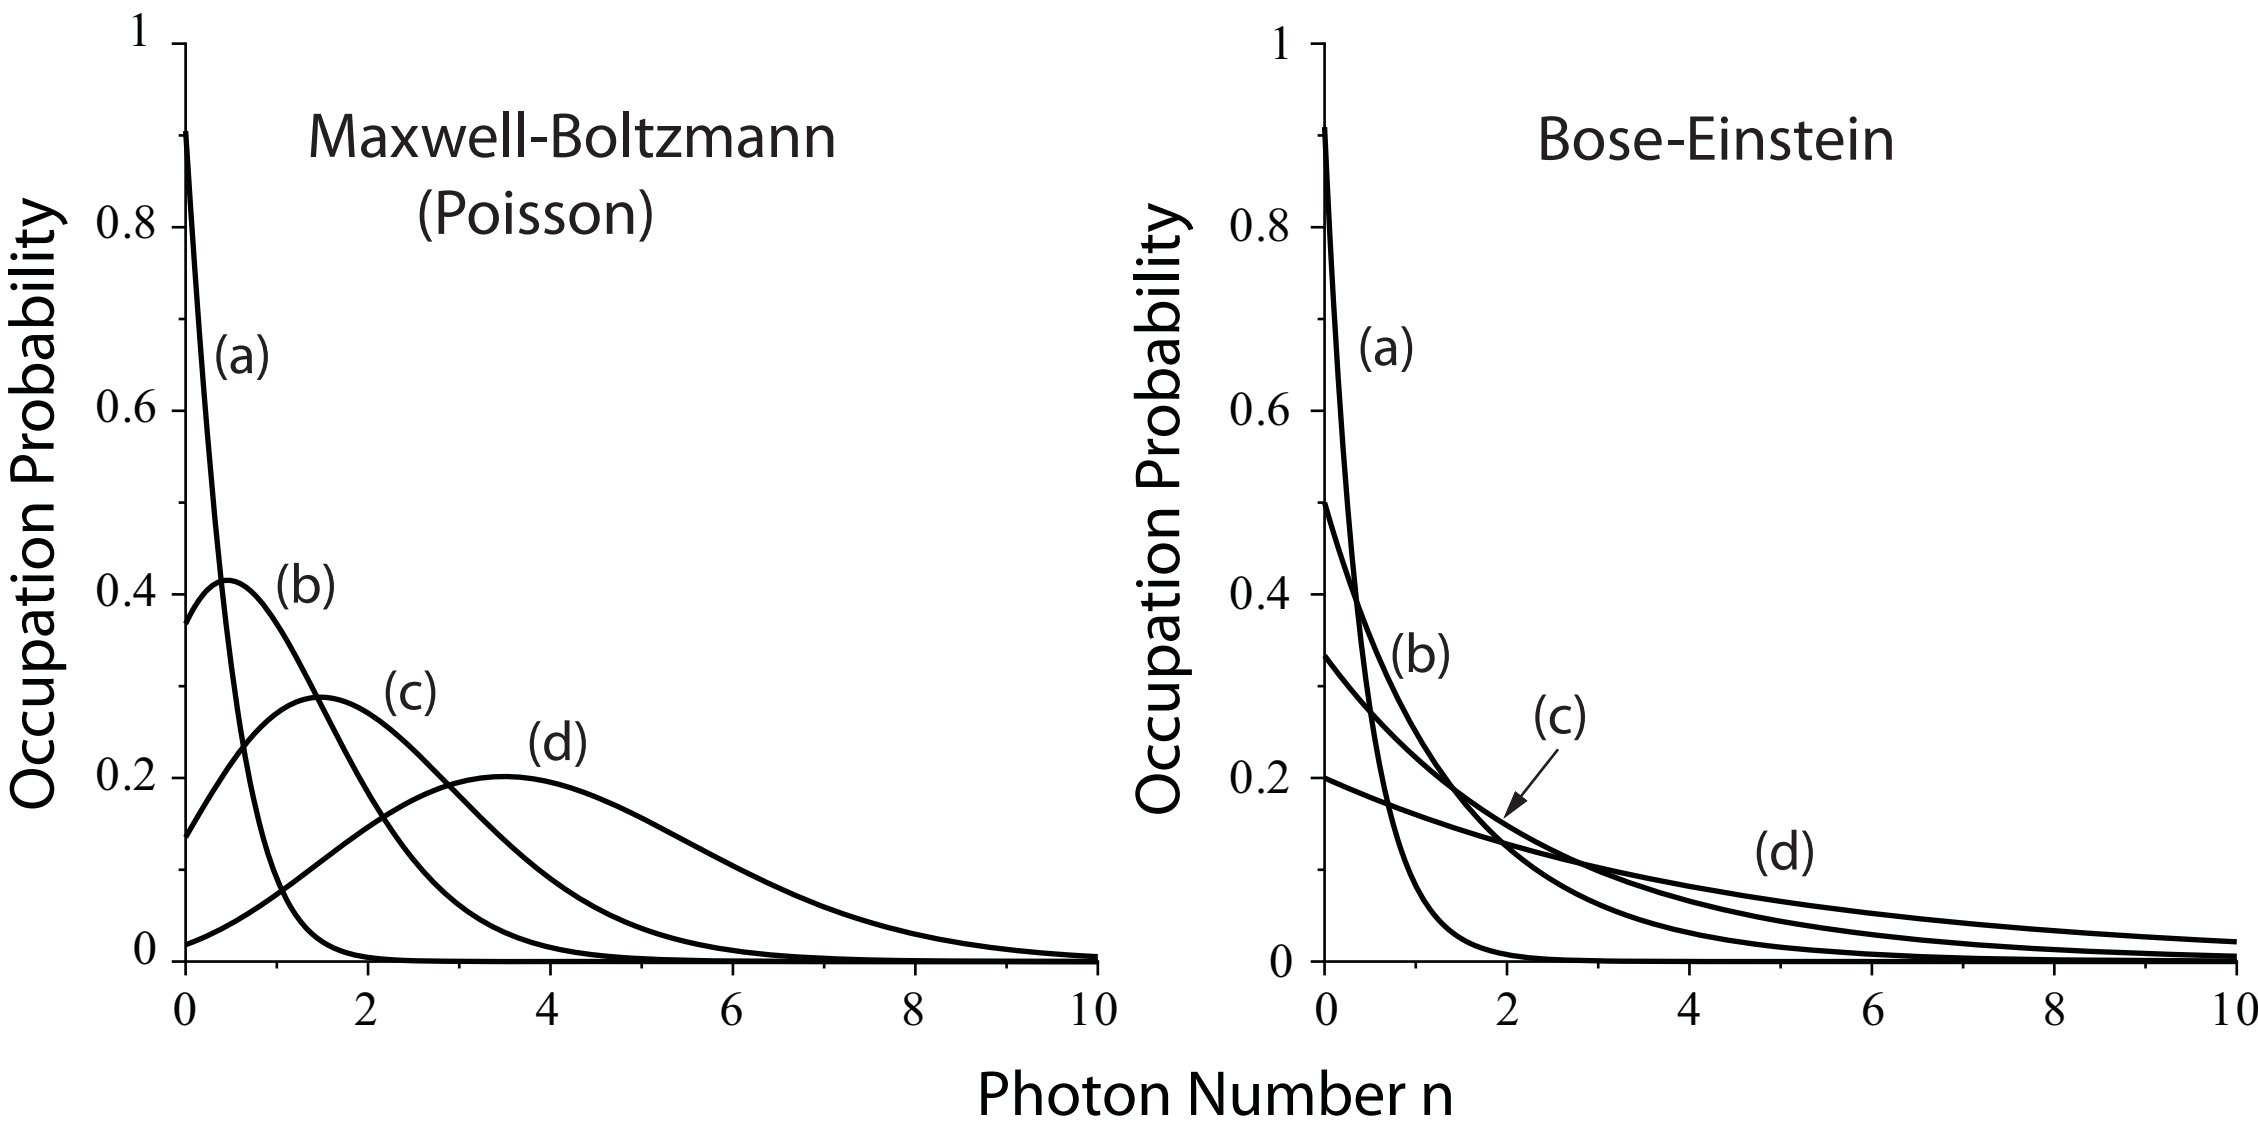 Maxwell-Boltzmann
(Poisson)
Occupation Probability
1
0.8
0.6
0.4
0.2
0
(a)
(b)
(c)
(d)
0 2 4 6 8 10
Bose-Einstein
Occupation Probability
1
0.8
0.6
0.4
0.2
0
(a)
(b)
(c)
(d)
0 2 4 6 8 10
Photon Number n